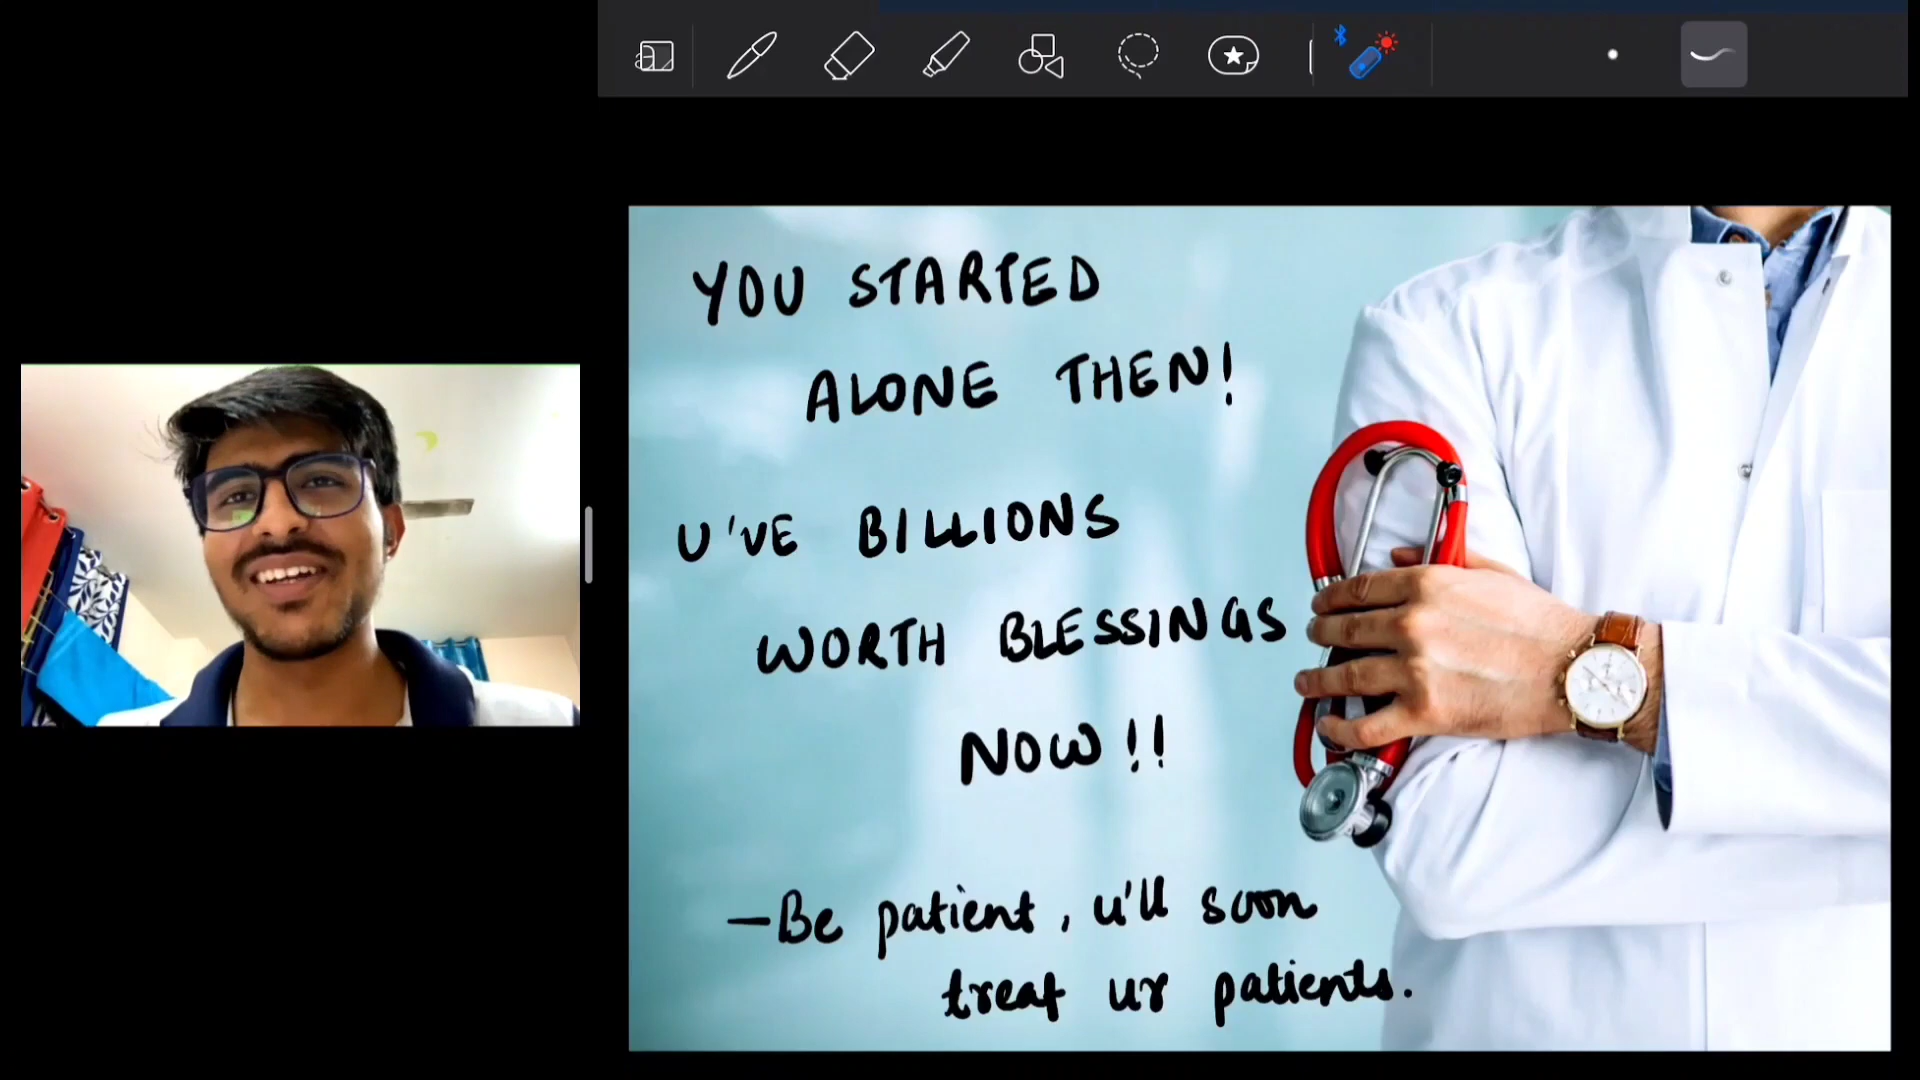 YOU STARTED
ALONE THEN!
U'VE BILLIONS
WORTH BLESSINGS
NOW!!
—Be patient, u'll soon
treat ur patients.